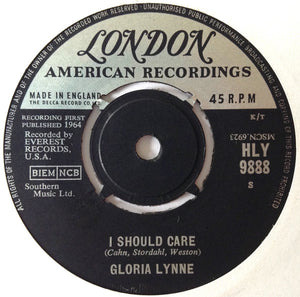 ALL RIGHTS OF THE MANUFACTURER AND OF THE OWNER OF THE RECORDED WORK RESERVED UNAUTHORISED PUBLIC PERFORMANCE BROADCASTING AND COPYING OF THIS RECORD PROHIBITED
LONDON
AMERICAN RECORDINGS
MADE IN ENGLAND
THE DECCA RECORD CO
45 R.P.M
RECORDING FIRST
PUBLISHED 1964
Recorded by
EVEREST RECORDS,
U.S.A.
BIEM NCB
Southern
Music Ltd.
K/T
MSCN.6923
HLY
9888
S
I SHOULD CARE
(Cahn, Stordahl, Weston)
GLORIA LYNNE